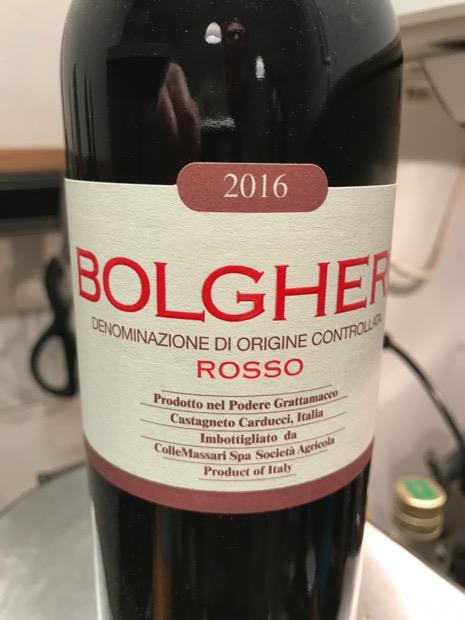 2016
BOLGHER
DENOMINAZIONE DI ORIGINE CONTROLLATA
ROSSO
Prodotto nel Podere Grattamacco
Castagneto Carducci, Italia
Imbottigliato da
ColleMassari Spa Società Agricola
Product of Italy